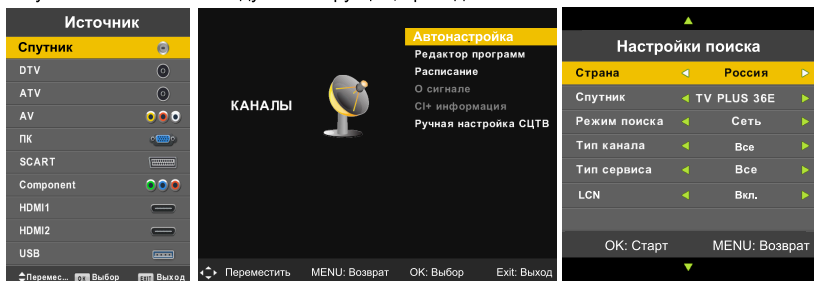 Источник
Спутник
DTV
ATV
AV
ПК
SCART
Component
HDMI1
HDMI2
USB
Перемес... OK Выбор EXIT Выход
КАНАЛЫ
Автонастройка
Редактор программ
Расписание
О сигнале
CI+ информация
Ручная настройка СЦТВ
Переместить MENU: Возврат OK: Выбор Exit: Выход
Настройки поиска
Страна Россия
Спутник TV PLUS 36E
Режим поиска Сеть
Тип канала Все
Тип сервиса Все
LCN Вкл.
OK: Старт MENU: Возврат